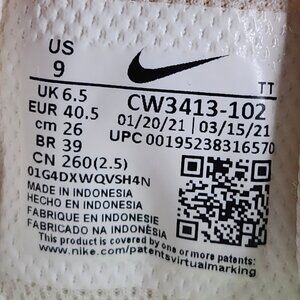 US
9
TT
UK 6.5
EUR 40.5
cm 26
BR 39
CN 260(2.5)
CW3413-102
01/20/21 | 03/15/21
UPC 00195238316570
01G4DXWQVSH4N
MADE IN INDONESIA
HECHO EN INDONESIA
FABRIQUE EN INDONESIE
FABRICADO NA INDONÉSIA
This product is covered by one or more patents
www.nike.com/patentsvirtualmarking